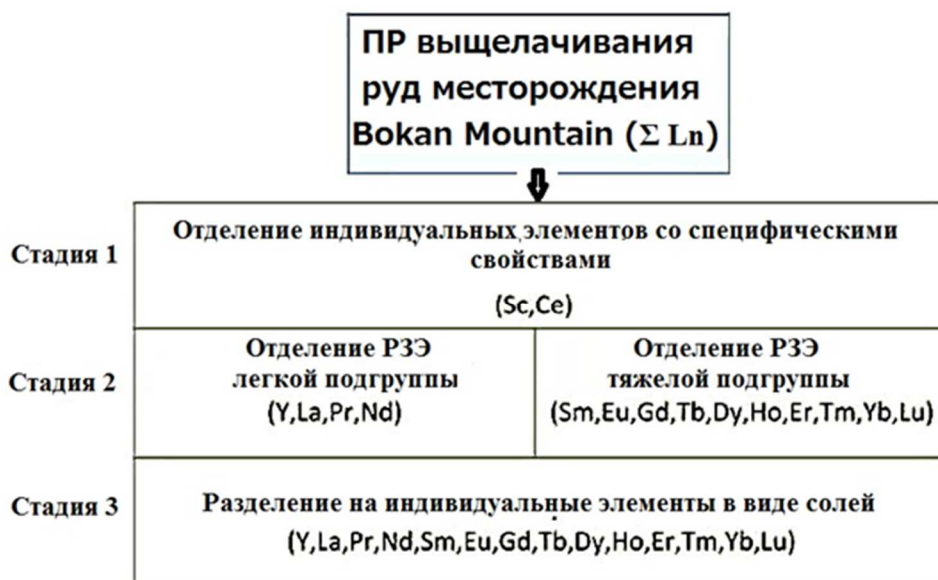 ПР выщелачивания
руд месторождения
Bokan Mountain (Σ Ln)
Стадия 1
Отделение индивидуальных элементов со специфическими
свойствами
(Sc,Ce)
Стадия 2
Отделение РЗЭ
легкой подгруппы
(Y,La,Pr,Nd)
Отделение РЗЭ
тяжелой подгруппы
(Sm,Eu,Gd,Tb,Dy,Ho,Er,Tm,Yb,Lu)
Стадия 3
Разделение на индивидуальные элементы в виде солей
(Y,La,Pr,Nd,Sm,Eu,Gd,Tb,Dy,Ho,Er,Tm,Yb,Lu)